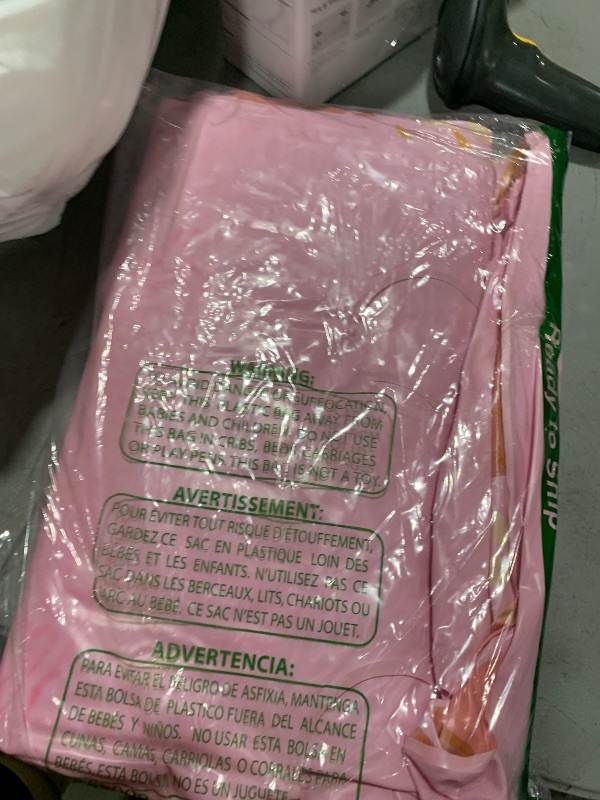 WARNING:
TO AVOID DANGER OF SUFFOCATION,
KEEP THIS PLASTIC BAG AWAY FROM
BABIES AND CHILDREN. DO NOT USE
THIS BAG IN CRIBS, BEDS, CARRIAGES
OR PLAY PENS. THIS BAG IS NOT A TOY.
AVERTISSEMENT:
POUR ÉVITER TOUT RISQUE D'ÉTOUFFEMENT,
GARDEZ CE SAC EN PLASTIQUE LOIN DES
BÉBÉS ET LES ENFANTS. N'UTILISEZ PAS CE
SAC DANS LES BERCEAUX, LITS, CHARIOTS OU
PARC AU BÉBÉ. CE SAC N'EST PAS UN JOUET.
ADVERTENCIA:
PARA EVITAR EL PELIGRO DE ASFIXIA, MANTENGA
ESTA BOLSA DE PLASTICO FUERA DEL ALCANCE
DE BEBÉS Y NIÑOS. NO USAR ESTA BOLSA EN
CUNAS, CAMAS, CARRIOLAS O CORRALES PARA
BEBÉS. ESTA BOLSA NO ES UN JUGUETE.
Ready to Ship